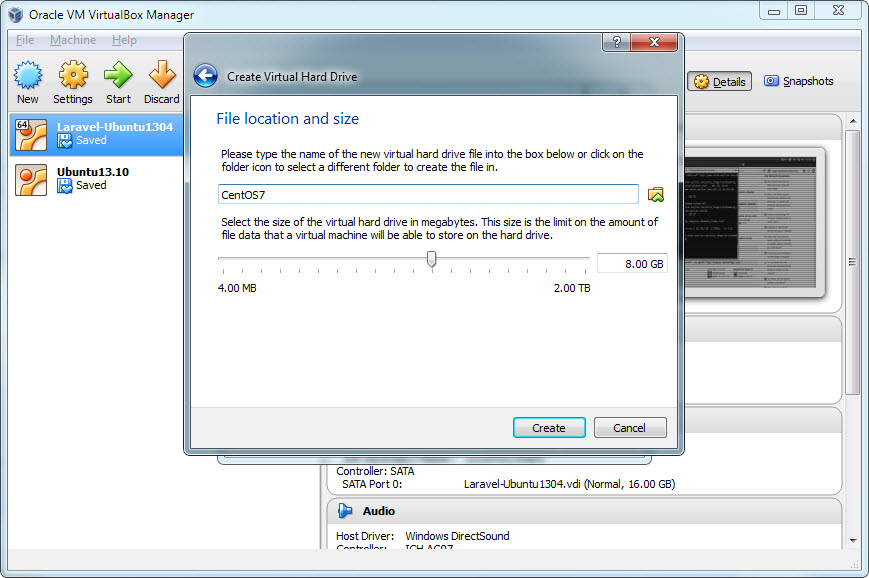 Oracle VM VirtualBox Manager
File Machine Help
?
Create Virtual Hard Drive
New Settings Start Discard
Details Snapshots
64
Laravel-Ubuntu1304
Saved
Ubuntu13.10
Saved
File location and size
Please type the name of the new virtual hard drive file into the box below or click on the
folder icon to select a different folder to create the file in.
CentOS7
Select the size of the virtual hard drive in megabytes. This size is the limit on the amount of
file data that a virtual machine will be able to store on the hard drive.
8.00 GB
4.00 MB 2.00 TB
Create Cancel
Controller: SATA
SATA Port 0: Laravel-Ubuntu1304.vdi (Normal, 16.00 GB)
Audio
Host Driver: Windows DirectSound
Controller: ICH AC97